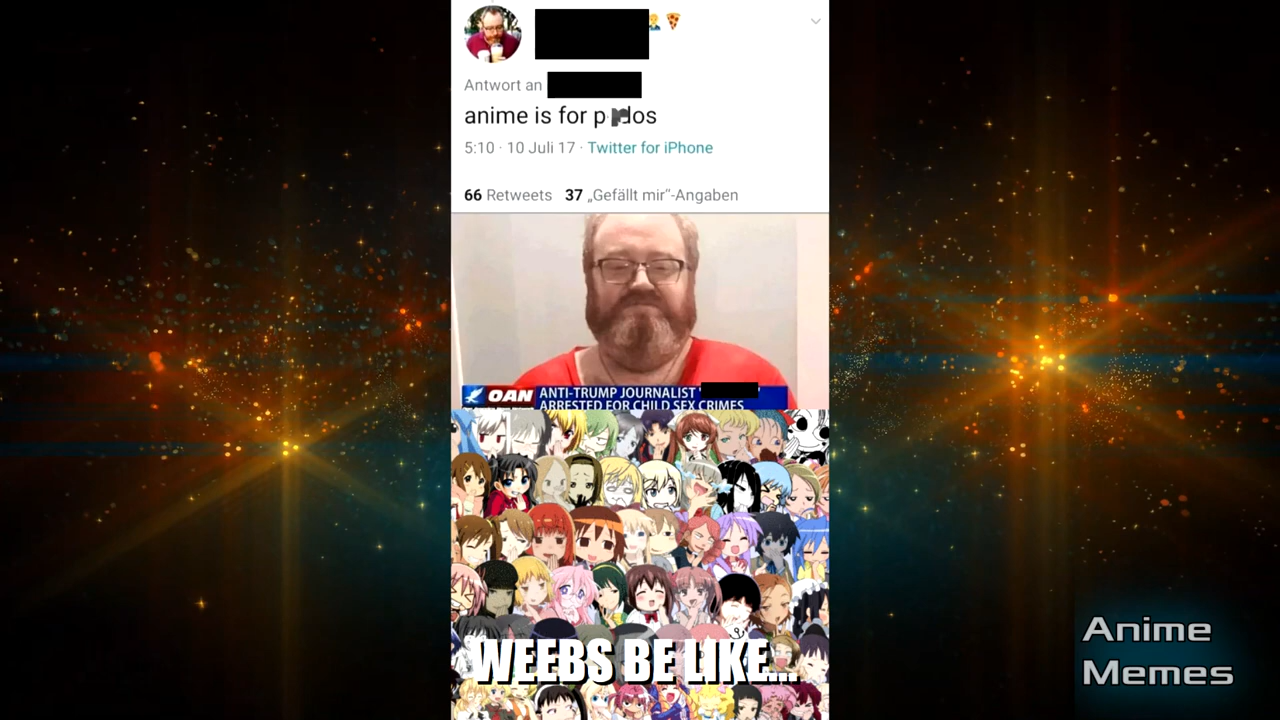 Antwort an
anime is for p dos
5:10 · 10 Juli 17 · Twitter for iPhone
66 Retweets 37 „Gefällt mir“-Angaben
OAN
ANTI-TRUMP JOURNALIST
ARRESTED FOR CHILD SEX CRIMES
WEEBS BE LIKE...
Anime
Memes